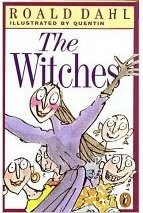 ROALD DAHL
ILLUSTRATED BY QUENTIN
The
Witches